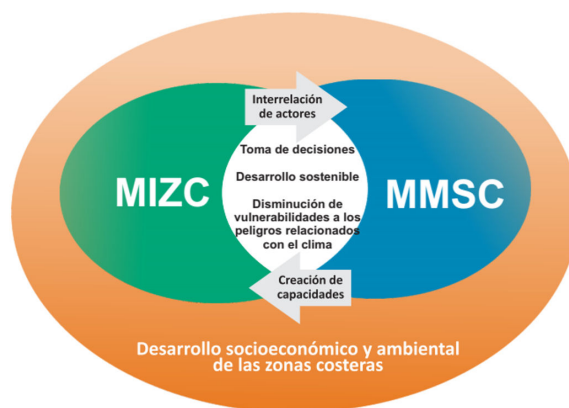 Interrelación
de actores
Toma de decisiones
Desarrollo sostenible
Disminución de
vulnerabilidades a los
peligros relacionados
con el clima
MIZC
MMSC
Creación de
capacidades
Desarrollo socioeconómico y ambiental
de las zonas costeras